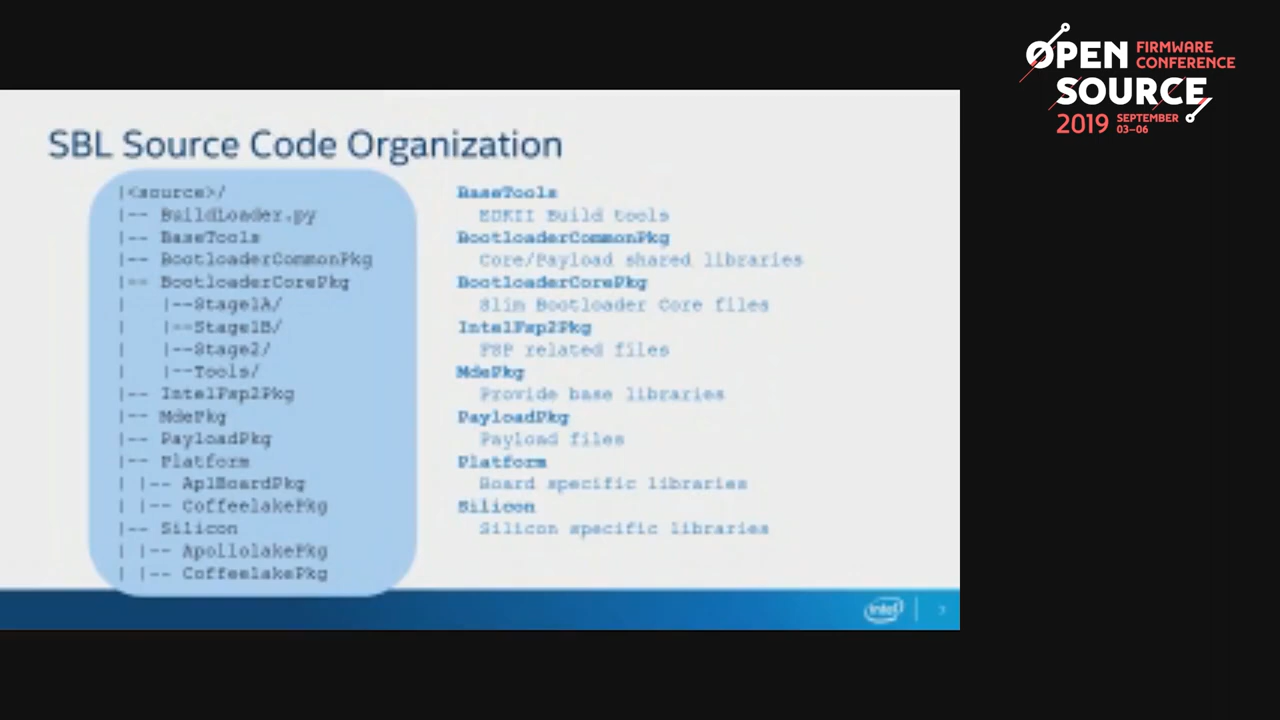 OPEN FIRMWARE CONFERENCE
SOURCE
2019 SEPTEMBER 03–06
SBL Source Code Organization
|<source>/
|-- BuildLoader.py
|-- BaseTools
|-- BootloaderCommonPkg
|-- BootloaderCorePkg
|   |--Stage1A/
|   |--Stage1B/
|   |--Stage2/
|   |--Tools/
|-- IntelFsp2Pkg
|-- MdePkg
|-- PayloadPkg
|-- Platform
| |-- AplBoardPkg
| |-- CoffeelakePkg
|-- Silicon
| |-- ApollolakePkg
| |-- CoffeelakePkg
BaseTools
EDKII Build tools
BootloaderCommonPkg
Core/Payload shared libraries
BootloaderCorePkg
Slim Bootloader Core files
IntelFsp2Pkg
FSP related files
MdePkg
Provide base libraries
PayloadPkg
Payload files
Platform
Board specific libraries
Silicon
Silicon specific libraries
intel